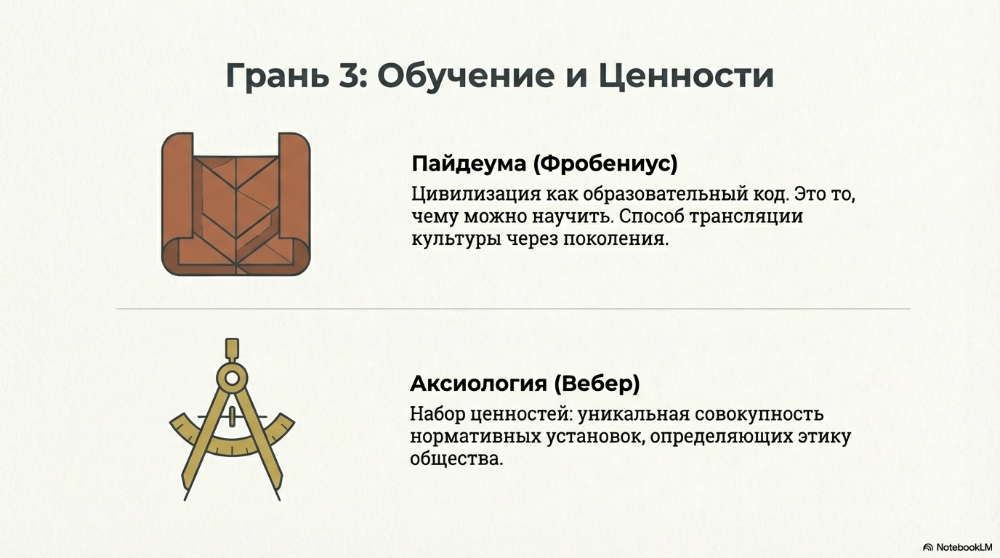 Грань 3: Обучение и Ценности
Пайдеума (Фробениус)
Цивилизация как образовательный код. Это то,
чему можно научить. Способ трансляции
культуры через поколения.
Аксиология (Вебер)
Набор ценностей: уникальная совокупность
нормативных установок, определяющих этику
общества.
NotebookLM